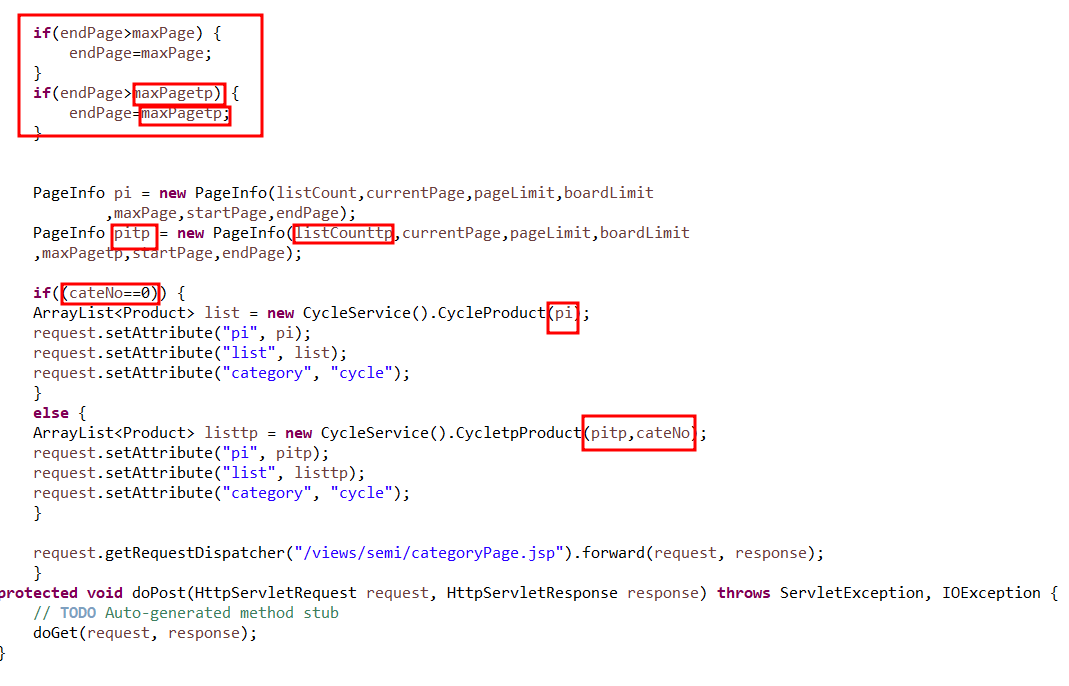 if(endPage>maxPage) {
endPage=maxPage;
}
if(endPage>maxPagetp) {
endPage=maxPagetp;
}
PageInfo pi = new PageInfo(listCount,currentPage,pageLimit,boardLimit
,maxPage,startPage,endPage);
PageInfo pitp = new PageInfo(listCounttp,currentPage,pageLimit,boardLimit
,maxPagetp,startPage,endPage);
if((cateNo==0)) {
ArrayList<Product> list = new CycleService().CycleProduct(pi);
request.setAttribute("pi", pi);
request.setAttribute("list", list);
request.setAttribute("category", "cycle");
}
else {
ArrayList<Product> listtp = new CycleService().CycletpProduct(pitp,cateNo);
request.setAttribute("pi", pitp);
request.setAttribute("list", listtp);
request.setAttribute("category", "cycle");
}
request.getRequestDispatcher("/views/semi/categoryPage.jsp").forward(request, response);
}
protected void doPost(HttpServletRequest request, HttpServletResponse response) throws ServletException, IOException {
// TODO Auto-generated method stub
doGet(request, response);
}